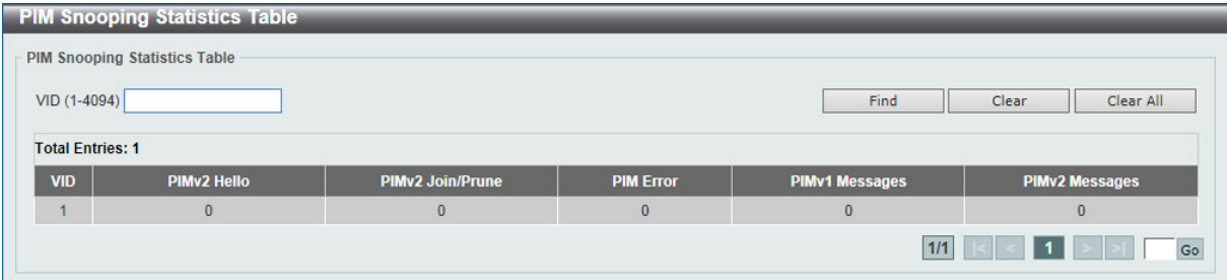 PIM Snooping Statistics Table
PIM Snooping Statistics Table
VID (1-4094) Find Clear Clear All
Total Entries: 1
VID PIMv2 Hello PIMv2 Join/Prune PIM Error PIMv1 Messages PIMv2 Messages
1 0 0 0 0 0
1/1 |< < 1 > >| Go